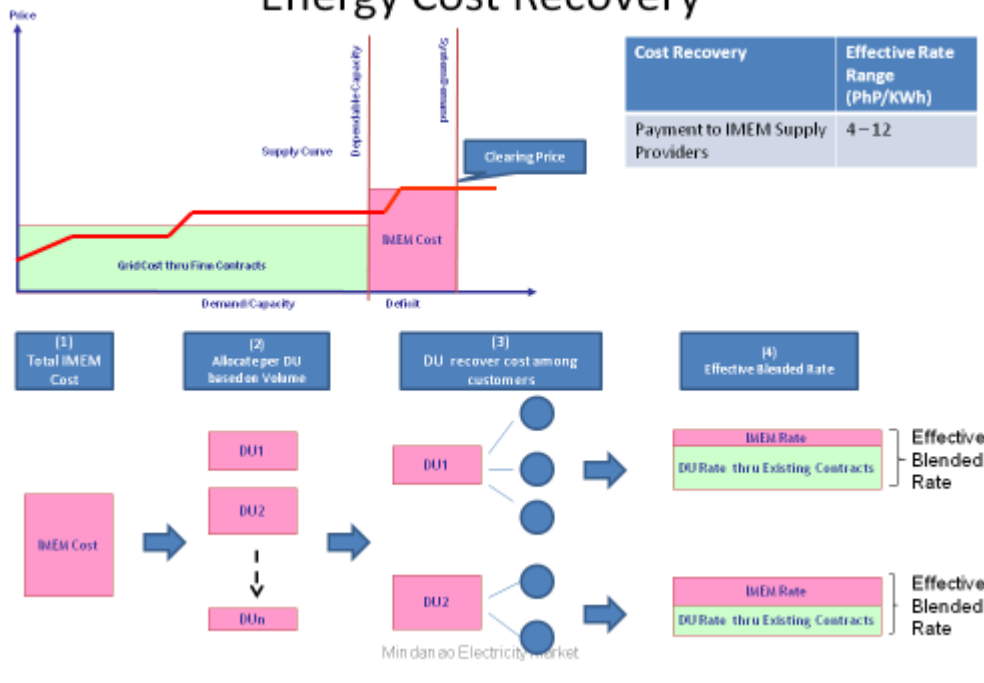 Energy Cost Recovery
Price
Dependable Capacity
System Demand
Supply Curve
Clearing Price
IMEM Cost
Grid Cost thru Firm Contracts
Demand/Capacity
Deficit
Cost Recovery
Effective Rate
Range
(PhP/KWh)
Payment to IMEM Supply
Providers
4–12
(1)
Total IMEM
Cost
(2)
Allocate per DU
based on Volume
(3)
DU recover cost among
customers
(4)
Effective Blended Rate
IMEM Cost
DU1
DU2
DUn
DU1
DU2
IMEM Rate
DU Rate thru Existing Contracts
Effective
Blended
Rate
IMEM Rate
DU Rate thru Existing Contracts
Effective
Blended
Rate
Mindanao Electricity Market